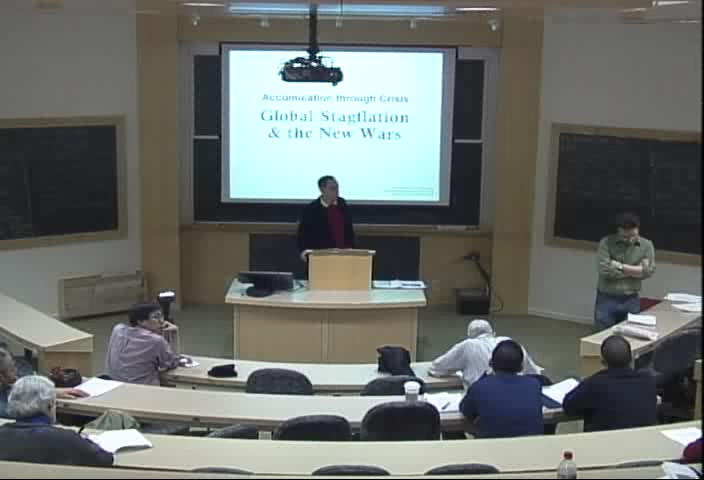 Accumulation through Crisis
Global Stagflation
& the New Wars